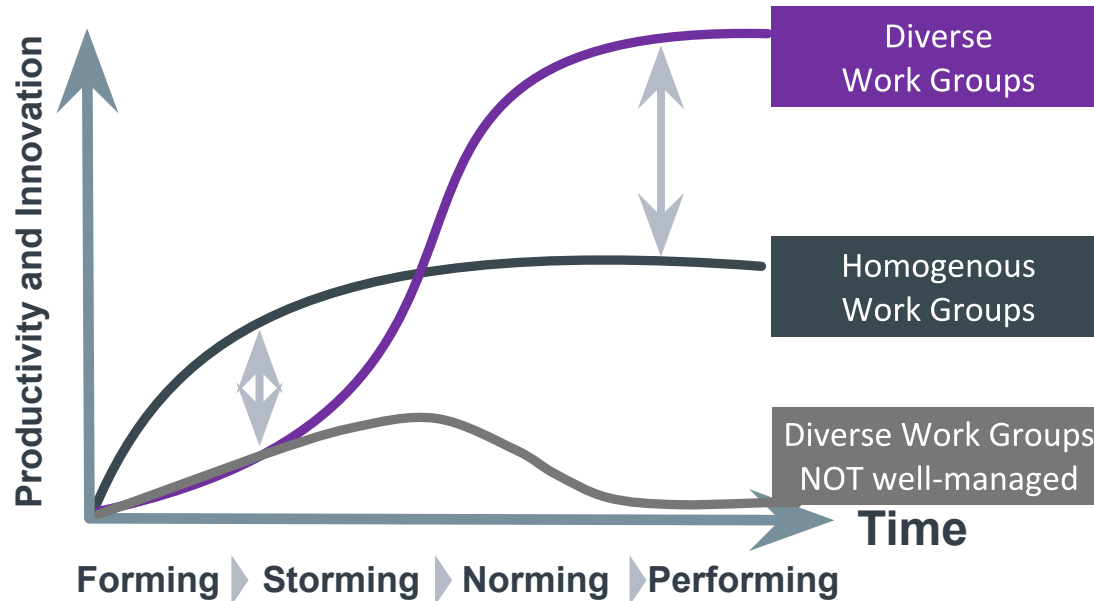 Productivity and Innovation
Diverse
Work Groups
Homogenous
Work Groups
Diverse Work Groups
NOT well-managed
Time
Forming Storming Norming Performing